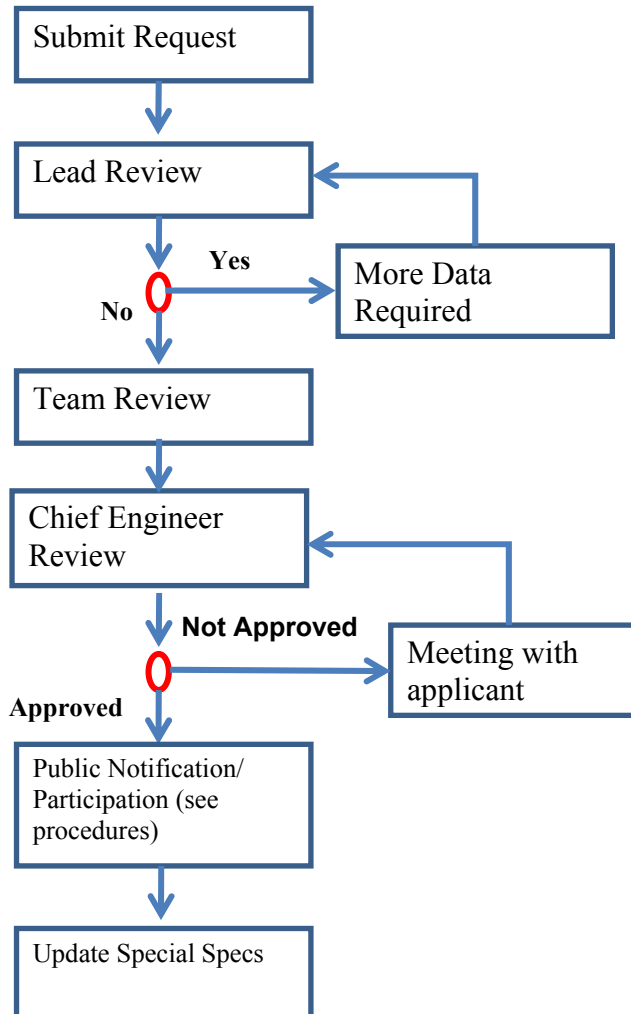 Submit Request
Lead Review
Yes
More Data
Required
No
Team Review
Chief Engineer
Review
Not Approved
Meeting with
applicant
Approved
Public Notification/
Participation (see
procedures)
Update Special Specs